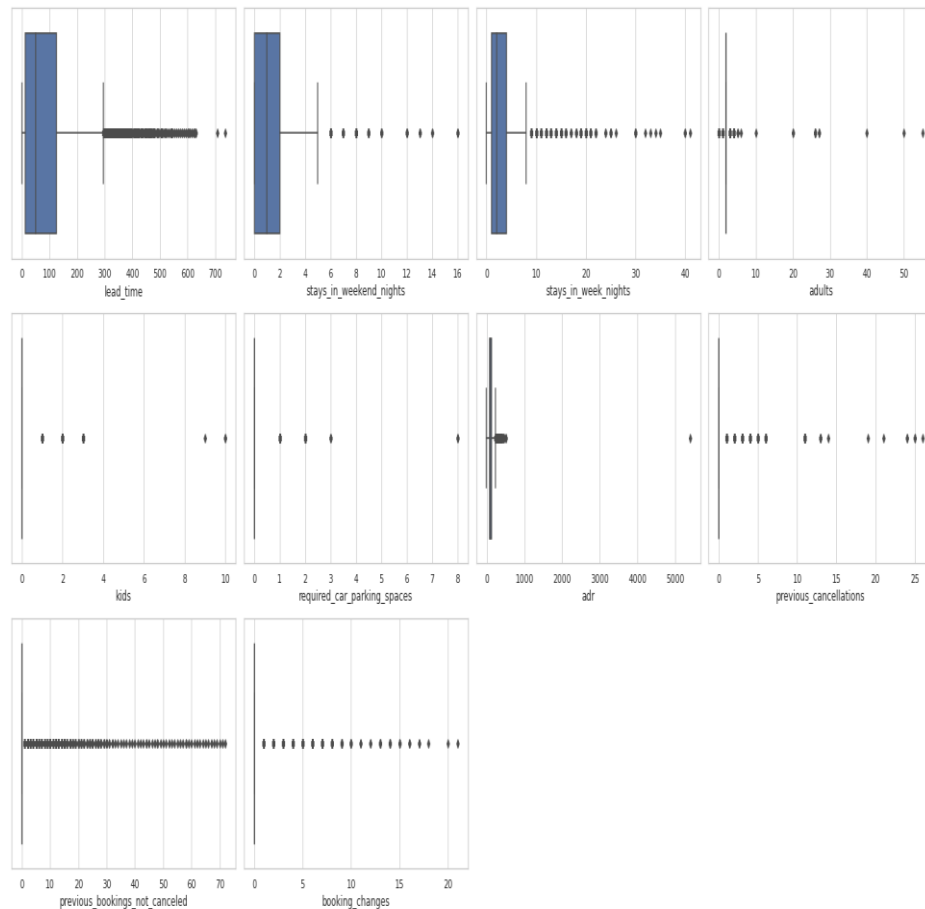 0 100 200 300 400 500 600 700
lead_time
0 2 4 6 8 10 12 14 16
stays_in_weekend_nights
0 10 20 30 40
stays_in_week_nights
0 10 20 30 40 50
adults
0 2 4 6 8 10
kids
0 1 2 3 4 5 6 7 8
required_car_parking_spaces
0 1000 2000 3000 4000 5000
adr
0 5 10 15 20 25
previous_cancellations
0 10 20 30 40 50 60 70
previous_bookings_not_canceled
0 5 10 15 20
booking_changes